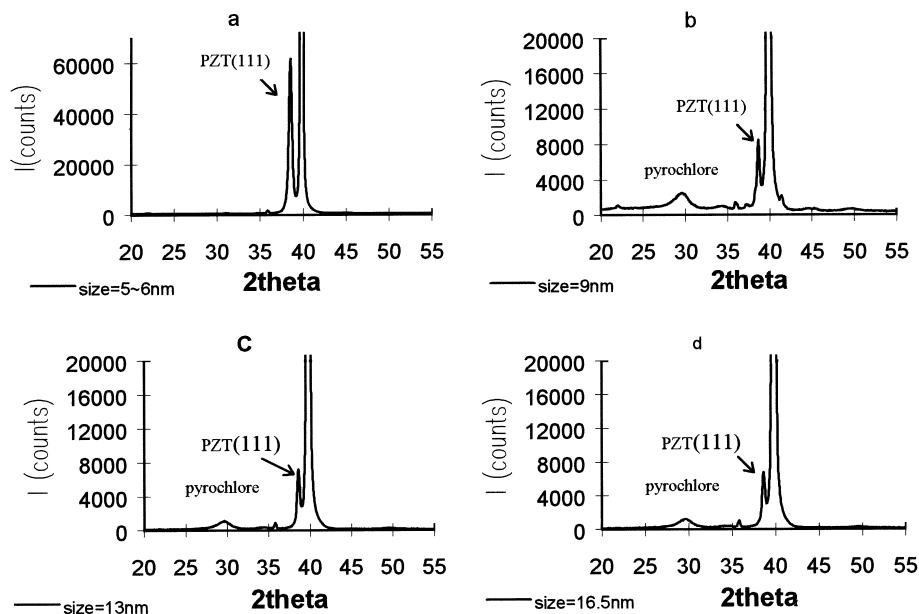 a
I(counts)
60000
40000
20000
0
PZT(111)
20 25 30 35 40 45 50 55
2theta
size=5~6nm
b
I (counts)
20000
16000
12000
8000
4000
0
PZT(111)
pyrochlore
20 25 30 35 40 45 50 55
2theta
size=9nm
C
I (counts)
20000
16000
12000
8000
4000
0
PZT(111)
pyrochlore
20 25 30 35 40 45 50 55
2theta
size=13nm
d
I (counts)
20000
16000
12000
8000
4000
0
PZT(111)
pyrochlore
20 25 30 35 40 45 50 55
2theta
size=16.5nm